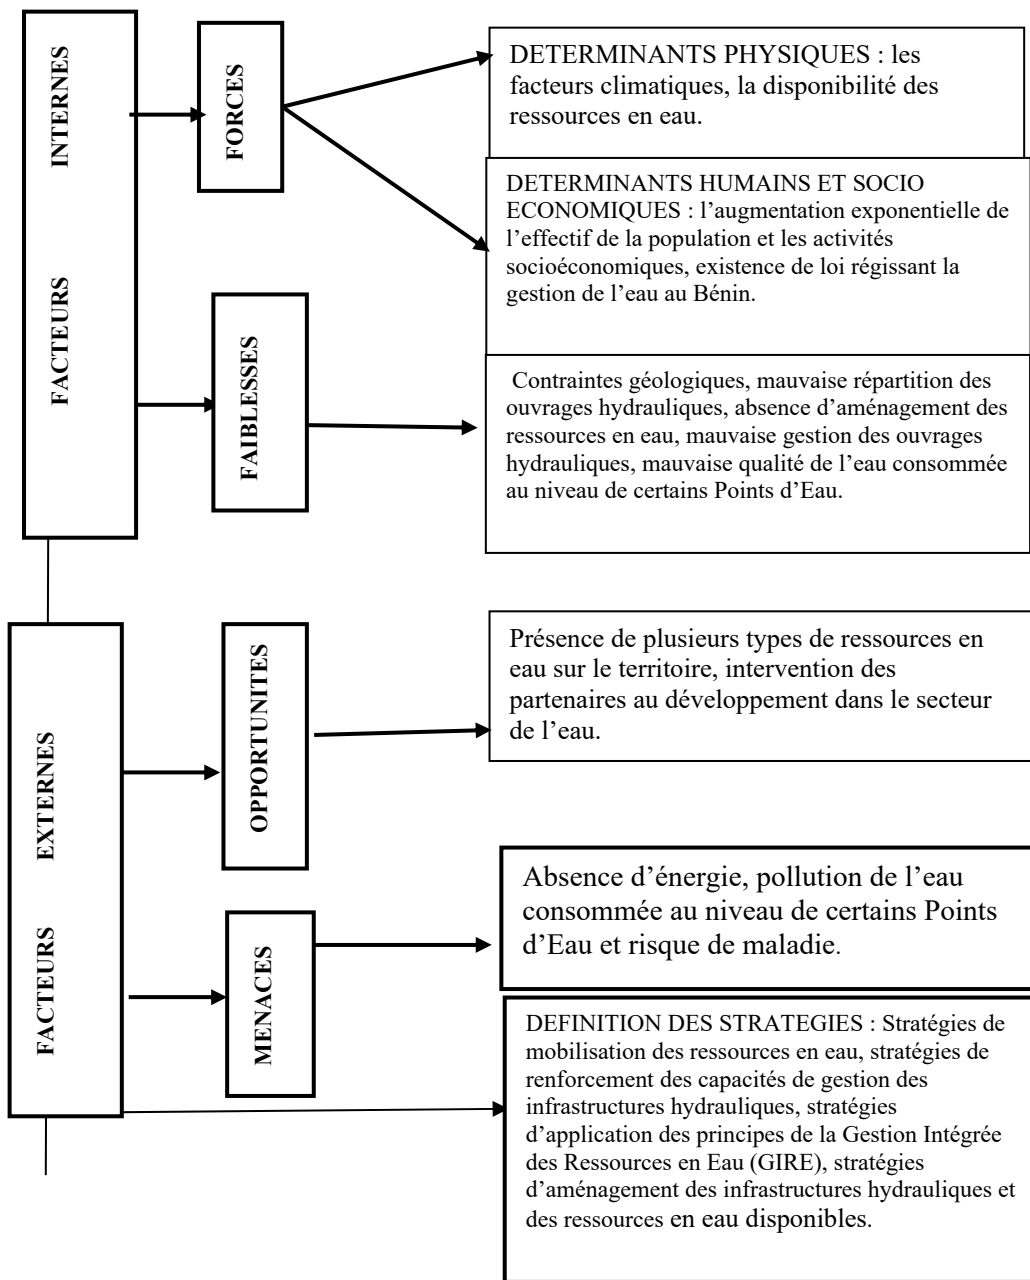 FACTEURS INTERNES
FORCES
DETERMINANTS PHYSIQUES : les
facteurs climatiques, la disponibilité des
ressources en eau.
DETERMINANTS HUMAINS ET SOCIO
ECONOMIQUES : l’augmentation exponentielle de
l’effectif de la population et les activités
socioéconomiques, existence de loi régissant la
gestion de l’eau au Bénin.
FAIBLESSES
Contraintes géologiques, mauvaise répartition des
ouvrages hydrauliques, absence d’aménagement des
ressources en eau, mauvaise gestion des ouvrages
hydrauliques, mauvaise qualité de l’eau consommée
au niveau de certains Points d’Eau.
FACTEURS EXTERNES
OPPORTUNITES
Présence de plusieurs types de ressources en
eau sur le territoire, intervention des
partenaires au développement dans le secteur
de l’eau.
MENACES
Absence d’énergie, pollution de l’eau
consommée au niveau de certains Points
d’Eau et risque de maladie.
DEFINITION DES STRATEGIES : Stratégies de
mobilisation des ressources en eau, stratégies de
renforcement des capacités de gestion des
infrastructures hydrauliques, stratégies
d’application des principes de la Gestion Intégrée
des Ressources en Eau (GIRE), stratégies
d’aménagement des infrastructures hydrauliques et
des ressources en eau disponibles.